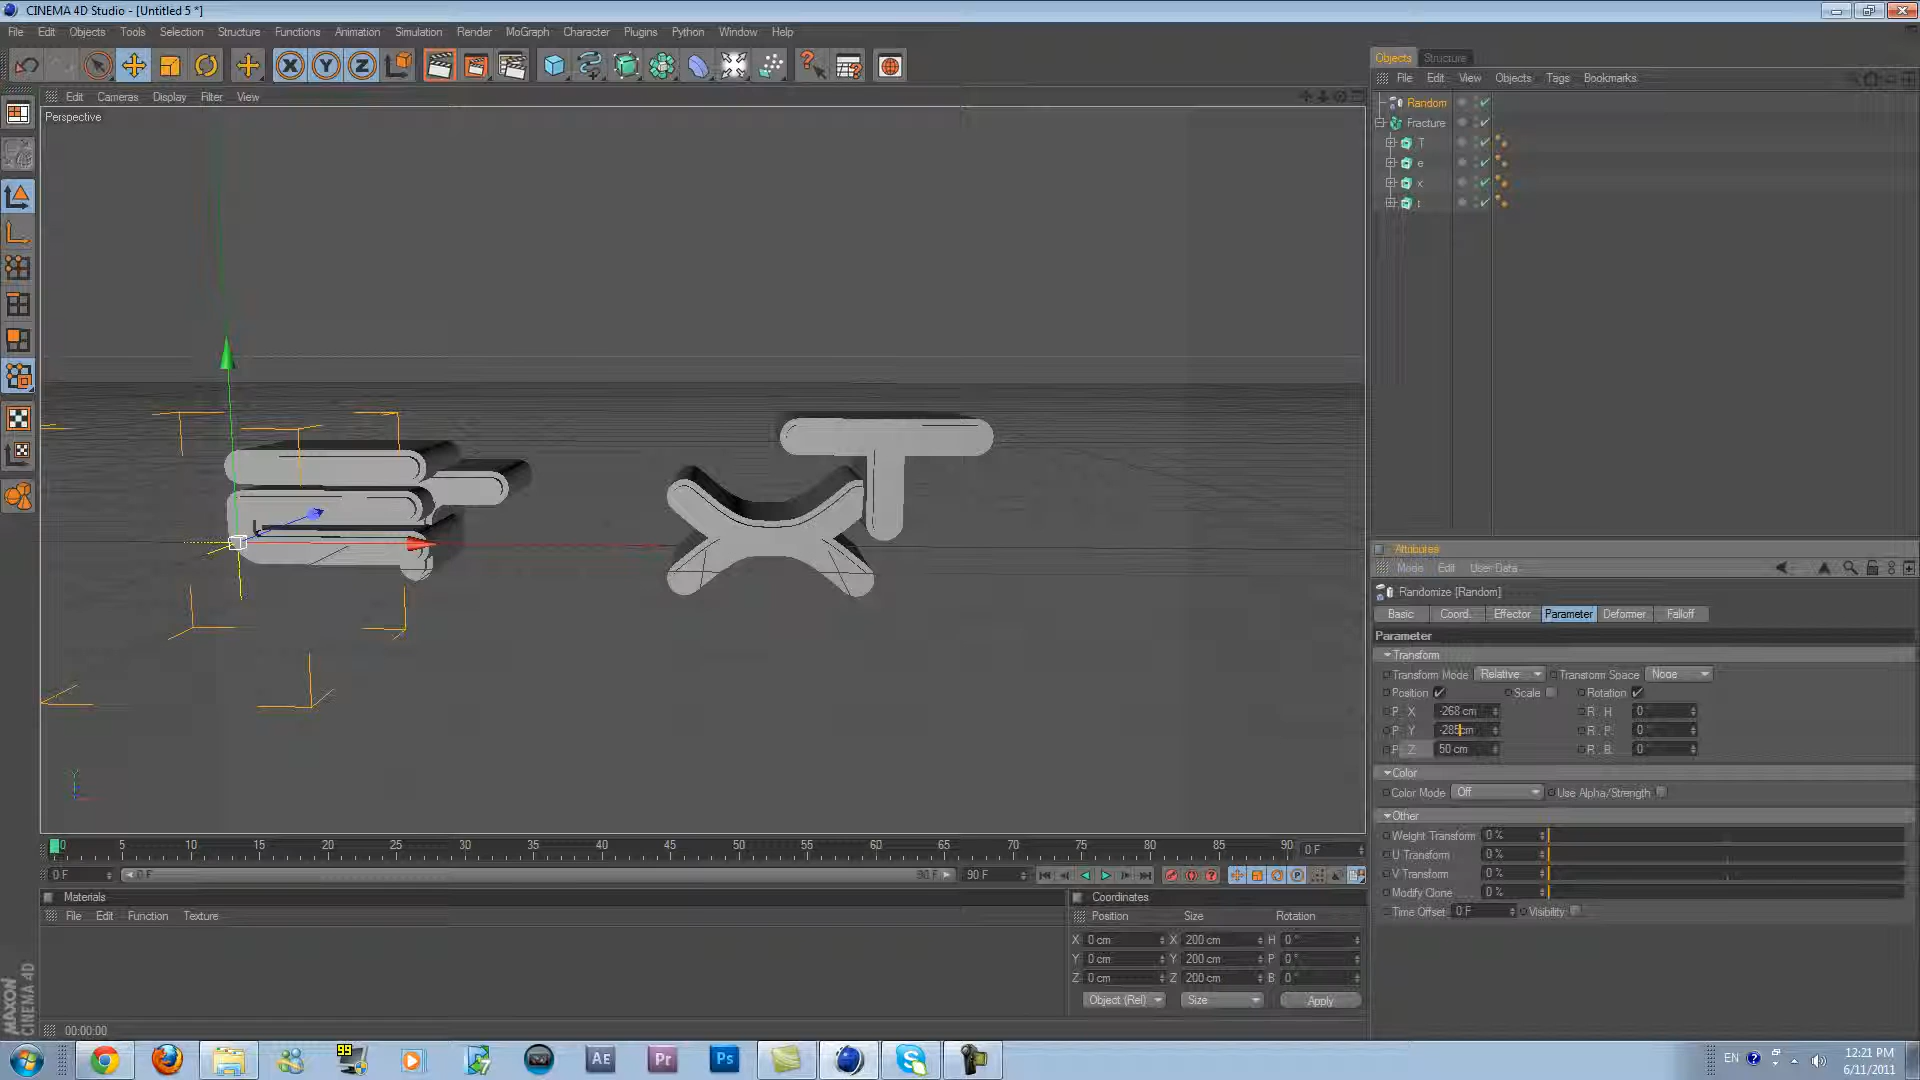 CINEMA 4D Studio - [Untitled 5 *]
File Edit Objects Tools Selection Structure Functions Animation Simulation Render MoGraph Character Plugins Python Window Help
Edit Cameras Display Filter View
Perspective
Objects Structure
File Edit View Objects Tags Bookmarks
Random
Fracture
T
e
x
t
Attributes
Mode Edit User Data
Randomize [Random]
Basic Coord. Effector Parameter Deformer Falloff
Parameter
Transform
Transform Mode Relative Transform Space None
Position Scale Rotation
P . X -268 cm R . H 0 °
P . Y -285cm R . P 0 °
P . Z 50 cm R . B 0 °
Color
Color Mode Off Use Alpha/Strength
Other
Weight Transform 0 %
U Transform 0 %
V Transform 0 %
Modify Clone 0 %
Time Offset 0 F Visibility
Y
0 5 10 15 20 25 30 35 40 45 50 55 60 65 70 75 80 85 90 0 F
0 F 0 F 90 F 90 F
Materials
File Edit Function Texture
Coordinates
Position Size Rotation
X 0 cm X 200 cm H 0 °
Y 0 cm Y 200 cm P 0 °
Z 0 cm Z 200 cm B 0 °
Object (Rel) Size Apply
MAXON
CINEMA 4D
00:00:00
99
AE Pr Ps
EN
12:21 PM
6/11/2011